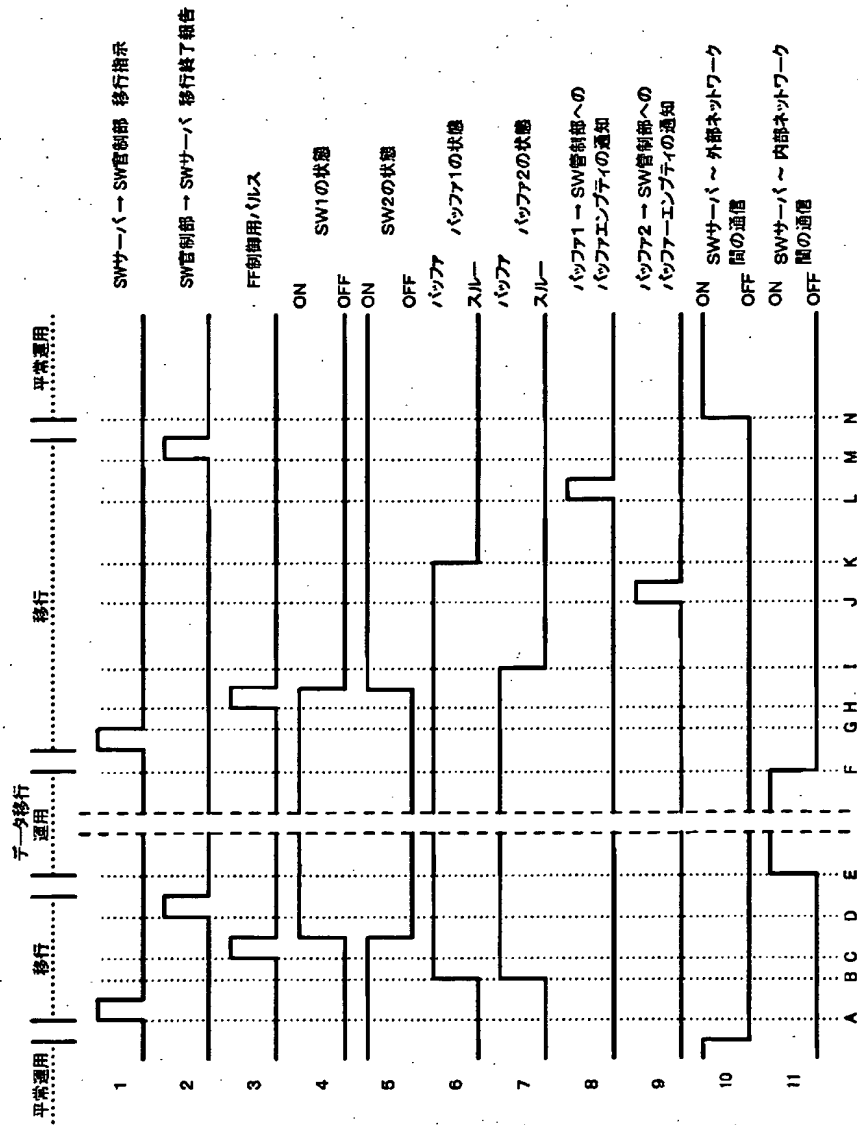 平常運用
移行
データ移行
運用
移行
平常運用
1
SWサーバー → SW官制部 移行指示
2
SW官制部 → SWサーバ 移行終了報告
3
FF制御用パルス
4
ON
OFF
SW1の状態
5
ON
OFF
SW2の状態
6
バッファ
スルー
バッファ1の状態
7
バッファ
スルー
バッファ2の状態
8
バッファ1 → SW管制部への
バッファエンプティの通知
9
バッファ2 → SW管制部への
バッファーエンプティの通知
10
ON
OFF
SWサーバ ~ 外部ネットワーク
間の通信
11
ON
OFF
SWサーバ ~ 内部ネットワーク
間の通信
A
B
C
D
E
F
G
H
I
J
K
L
M
N